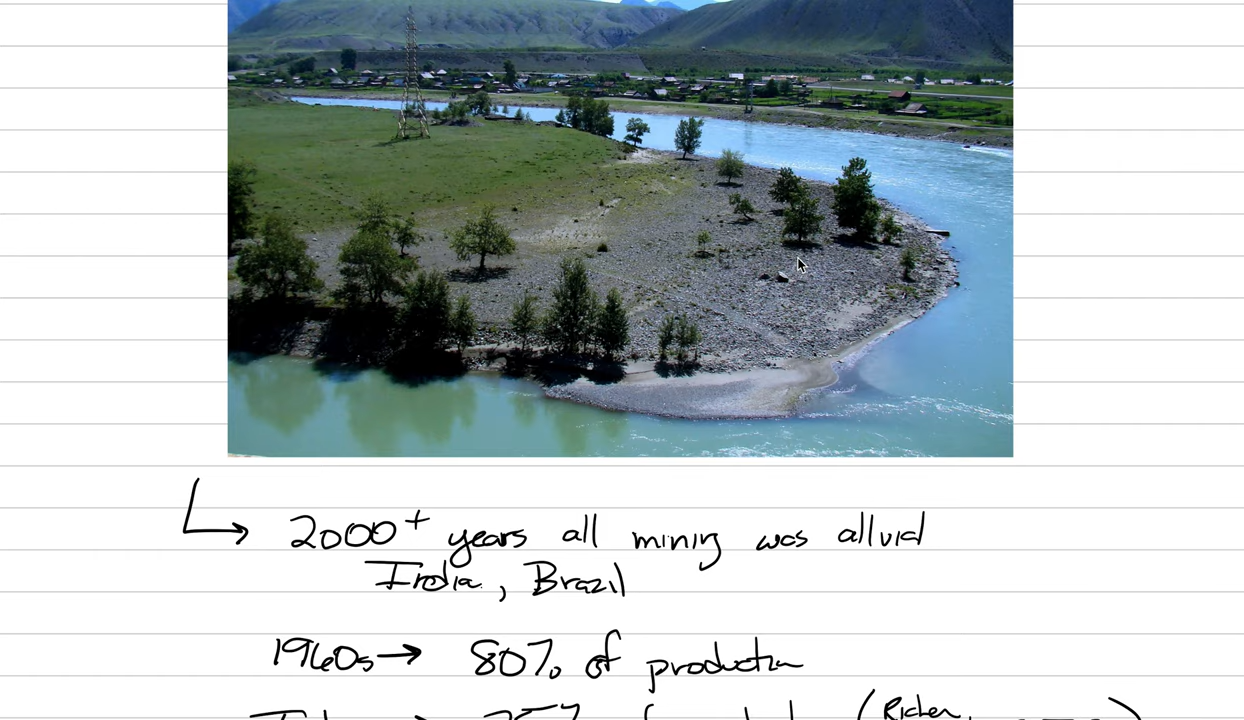 2000+ years all mining was alluvial
India, Brazil
1960s → 80% of production